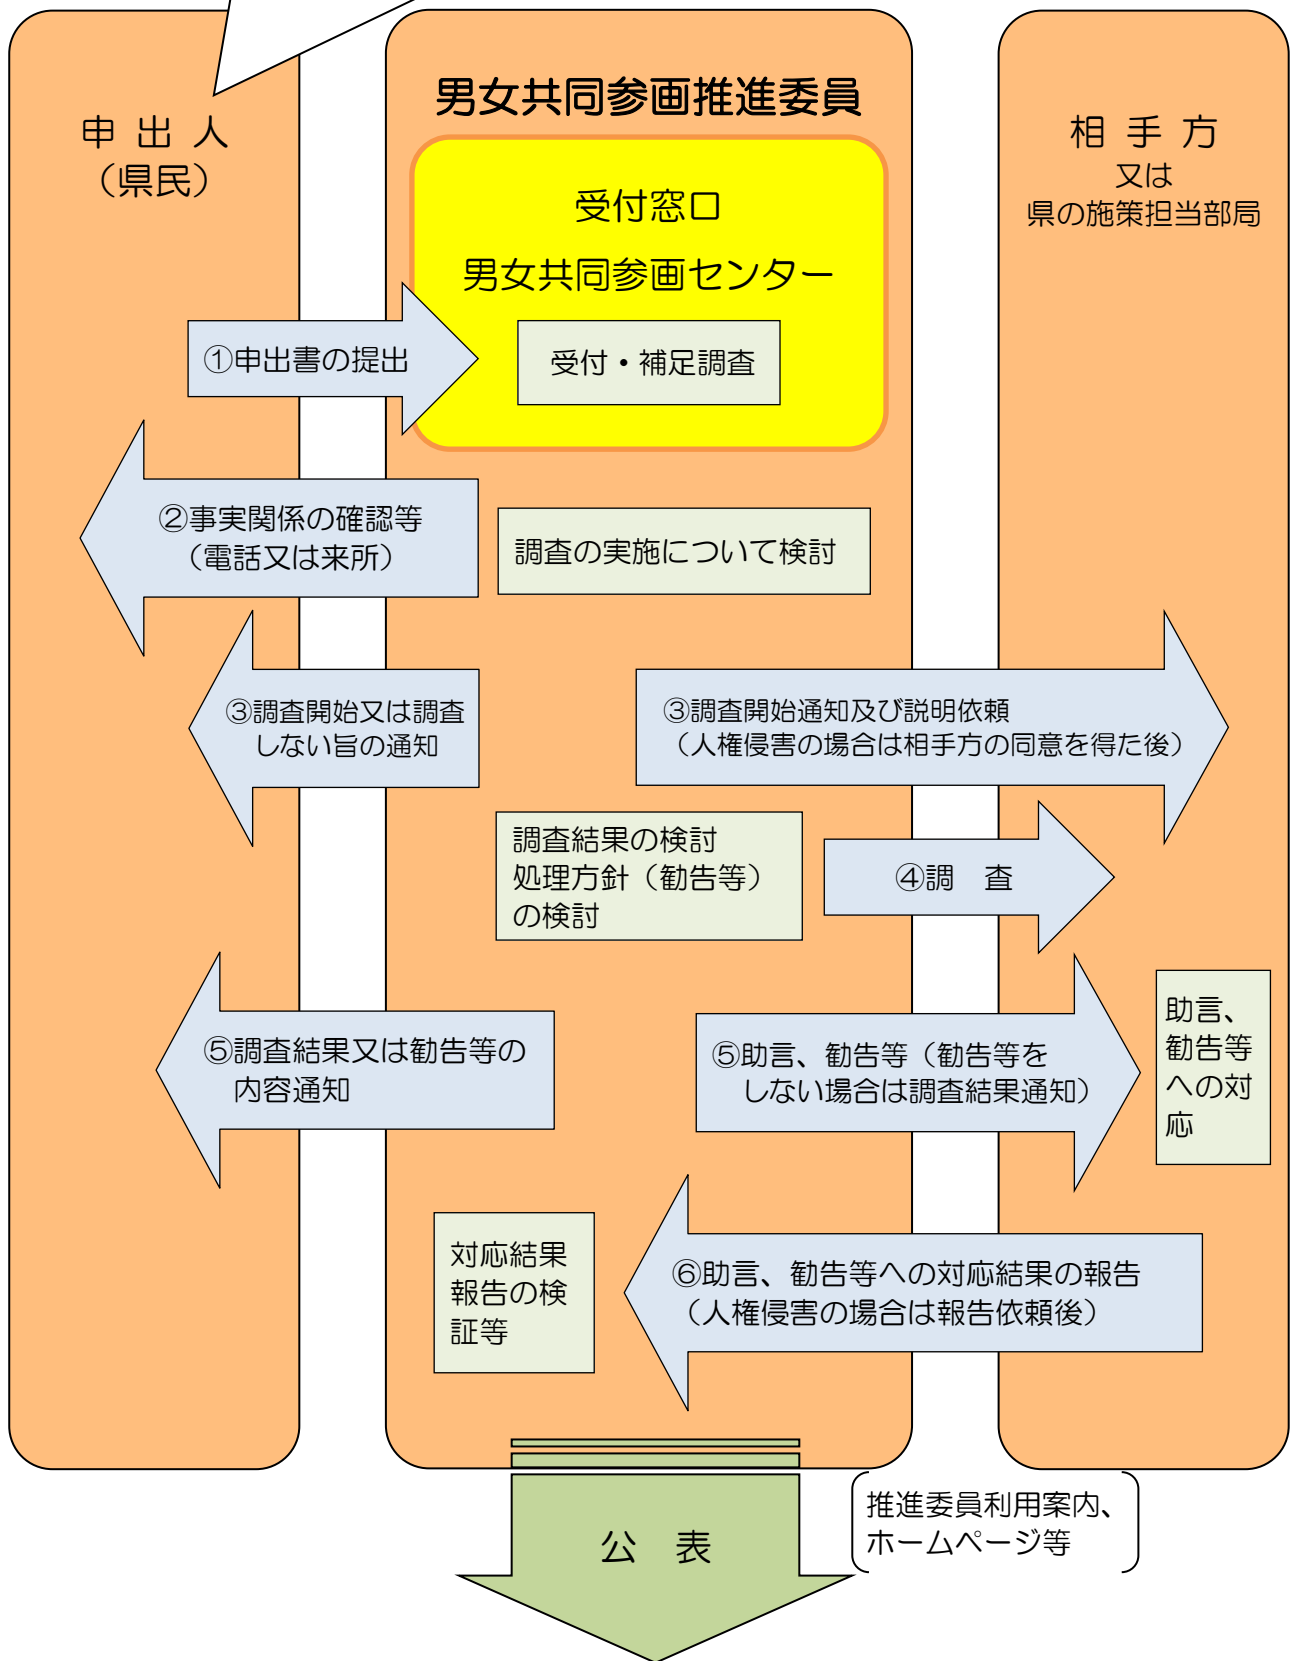 男女共同参画推進委員
申出人
（県民）
相手方
又は
県の施策担当部局
受付窓口
男女共同参画センター
①申出書の提出
受付・補足調査
②事実関係の確認等
（電話又は来所）
調査の実施について検討
③調査開始又は調査
しない旨の通知
③調査開始通知及び説明依頼
（人権侵害の場合は相手方の同意を得た後）
調査結果の検討
処理方針（勧告等）
の検討
④調　査
⑤調査結果又は勧告等の
内容通知
⑤助言、勧告等（勧告等を
しない場合は調査結果通知）
助言、
勧告等
への対
応
対応結果
報告の検
証等
⑥助言、勧告等への対応結果の報告
（人権侵害の場合は報告依頼後）
公　表
推進委員利用案内、
ホームページ等